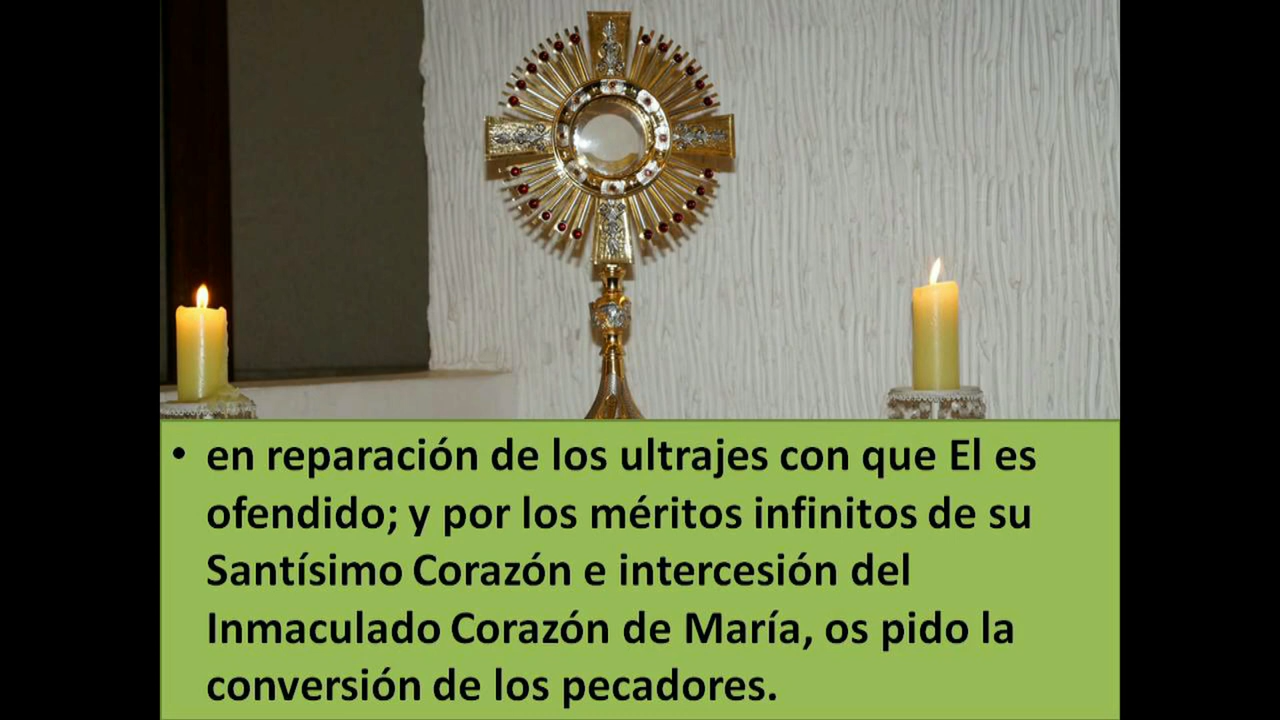 • en reparación de los ultrajes con que El es
ofendido; y por los méritos infinitos de su
Santísimo Corazón e intercesión del
Inmaculado Corazón de María, os pido la
conversión de los pecadores.